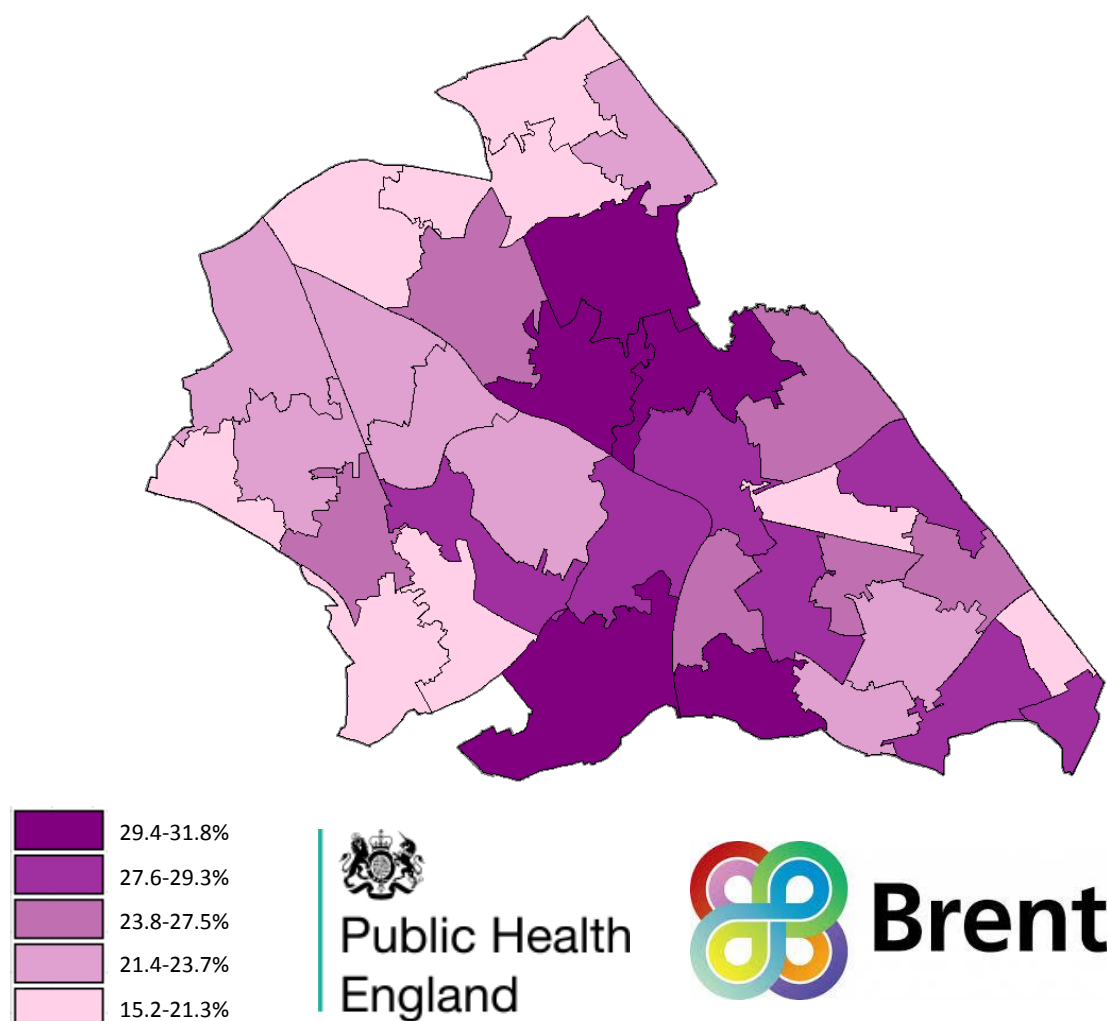 29.4-31.8%
27.6-29.3%
23.8-27.5%
21.4-23.7%
15.2-21.3%
Public Health
England
Brent